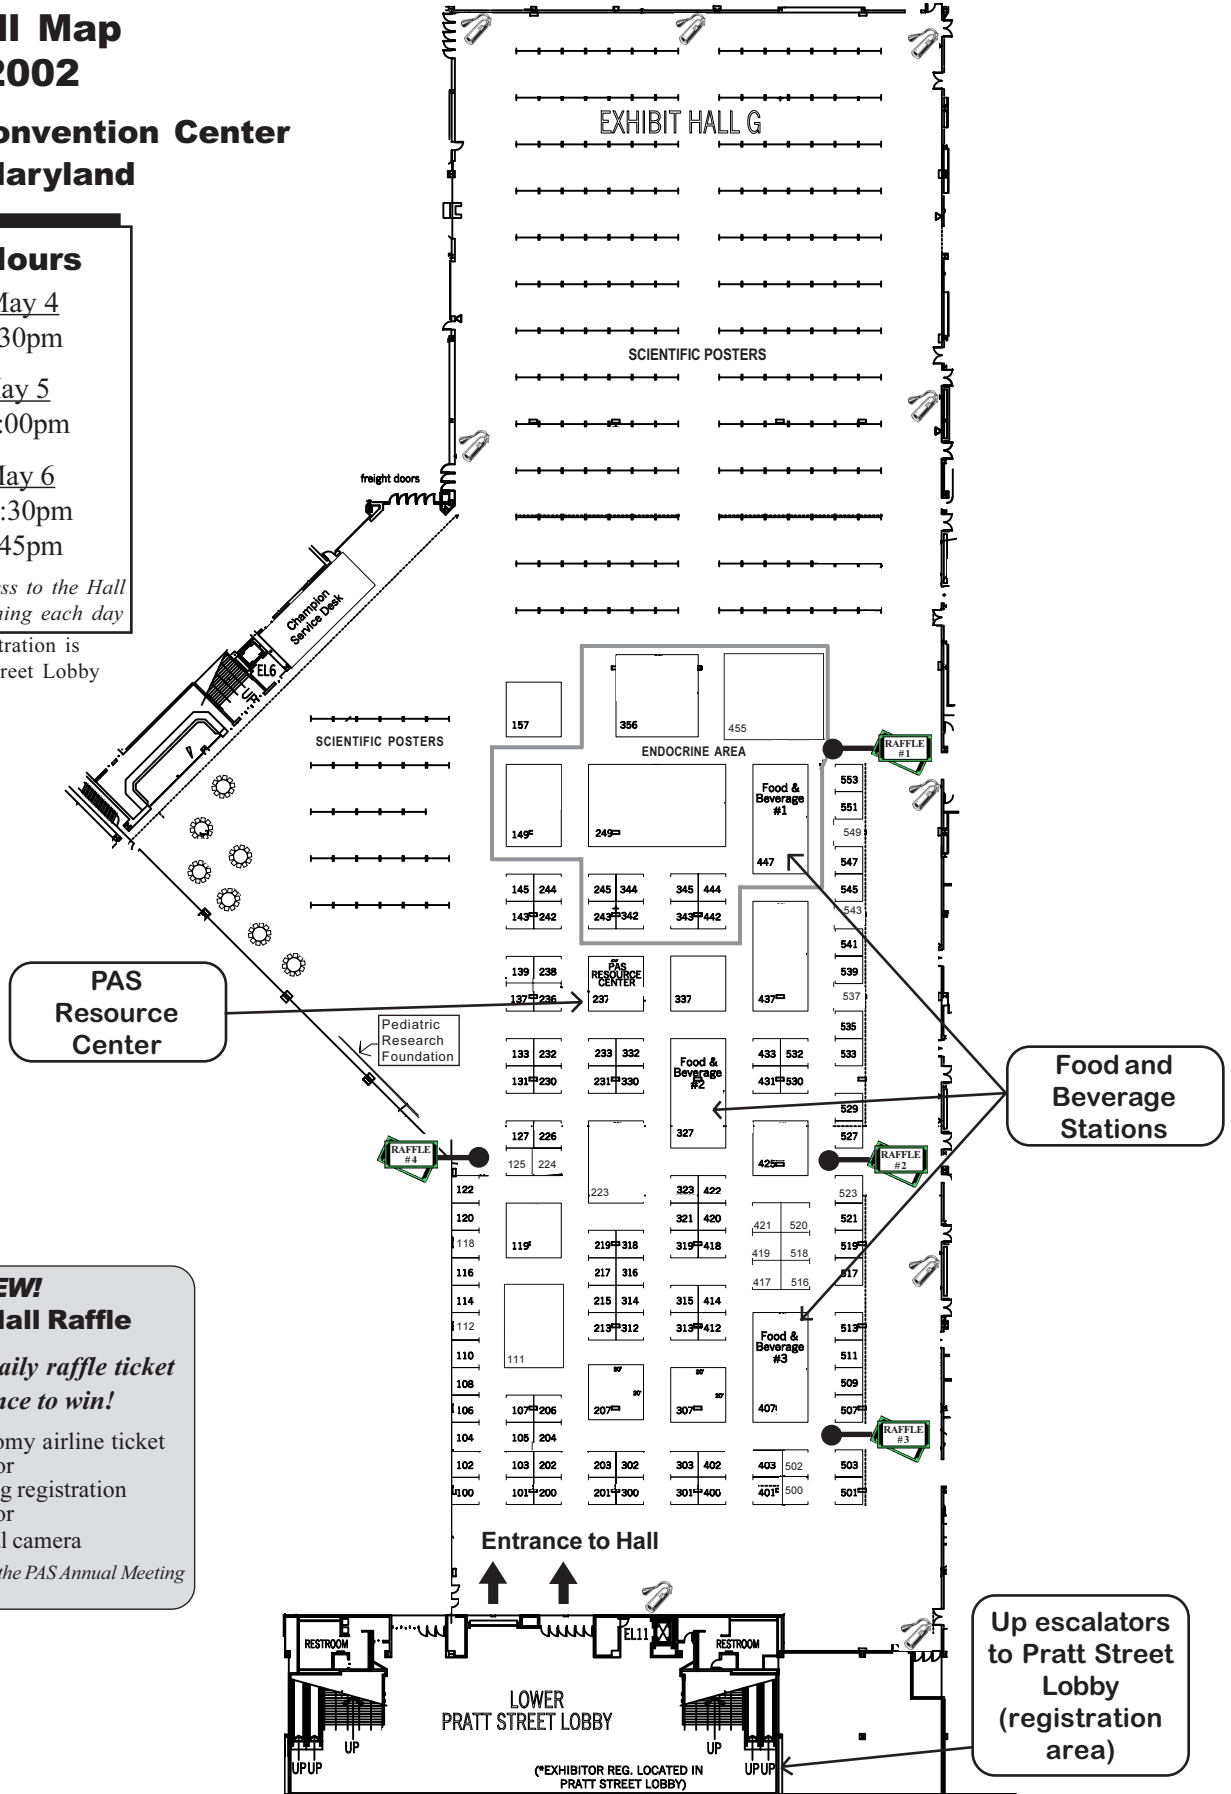 ll Map
2002
onvention Center
aryland
Hours
May 4
30pm
May 5
:00pm
May 6
:30pm
45pm
ss to the Hall
ning each day
tration is
reet Lobby
EXHIBIT HALL G
SCIENTIFIC POSTERS
freight doors
Champion
Service Desk
EL6
UP
SCIENTIFIC POSTERS
157
356
455
ENDOCRINE AREA
RAFFLE
#1
149
249
Food &
Beverage
#1
447
553
551
549
547
545
543
541
539
537
535
533
529
527
523
521
519
517
513
511
509
507
503
501
145 244
143 242
245 344
243 342
345 444
343 442
139 238
137 236
PAS
RESOURCE
CENTER
237
337
437
PAS
Resource
Center
Pediatric
Research
Foundation
133 232
131 230
233 332
231 330
Food &
Beverage
#2
327
433 532
431 530
Food and
Beverage
Stations
RAFFLE
#4
127 226
125 224
223
425
RAFFLE
#2
122
120
118
116
114
112
110
108
106
104
102
100
119
323 422
321 420
319 418
421 520
419 518
417 516
219 318
217 316
215 314
213 312
315 414
313 412
111
Food &
Beverage
#3
407
20'
20'
207
20'
20'
307
RAFFLE
#3
107 206
105 204
103 202
101 200
203 302
201 300
303 402
301 400
403 502
401 500
EW!
Hall Raffle
aily raffle ticket
nce to win!
omy airline ticket
or
g registration
or
l camera
the PAS Annual Meeting
Entrance to Hall
RESTROOM
EL11
RESTROOM
LOWER
PRATT STREET LOBBY
UP
UP
UP UP
UP UP
(*EXHIBITOR REG. LOCATED IN
PRATT STREET LOBBY)
Up escalators
to Pratt Street
Lobby
(registration
area)